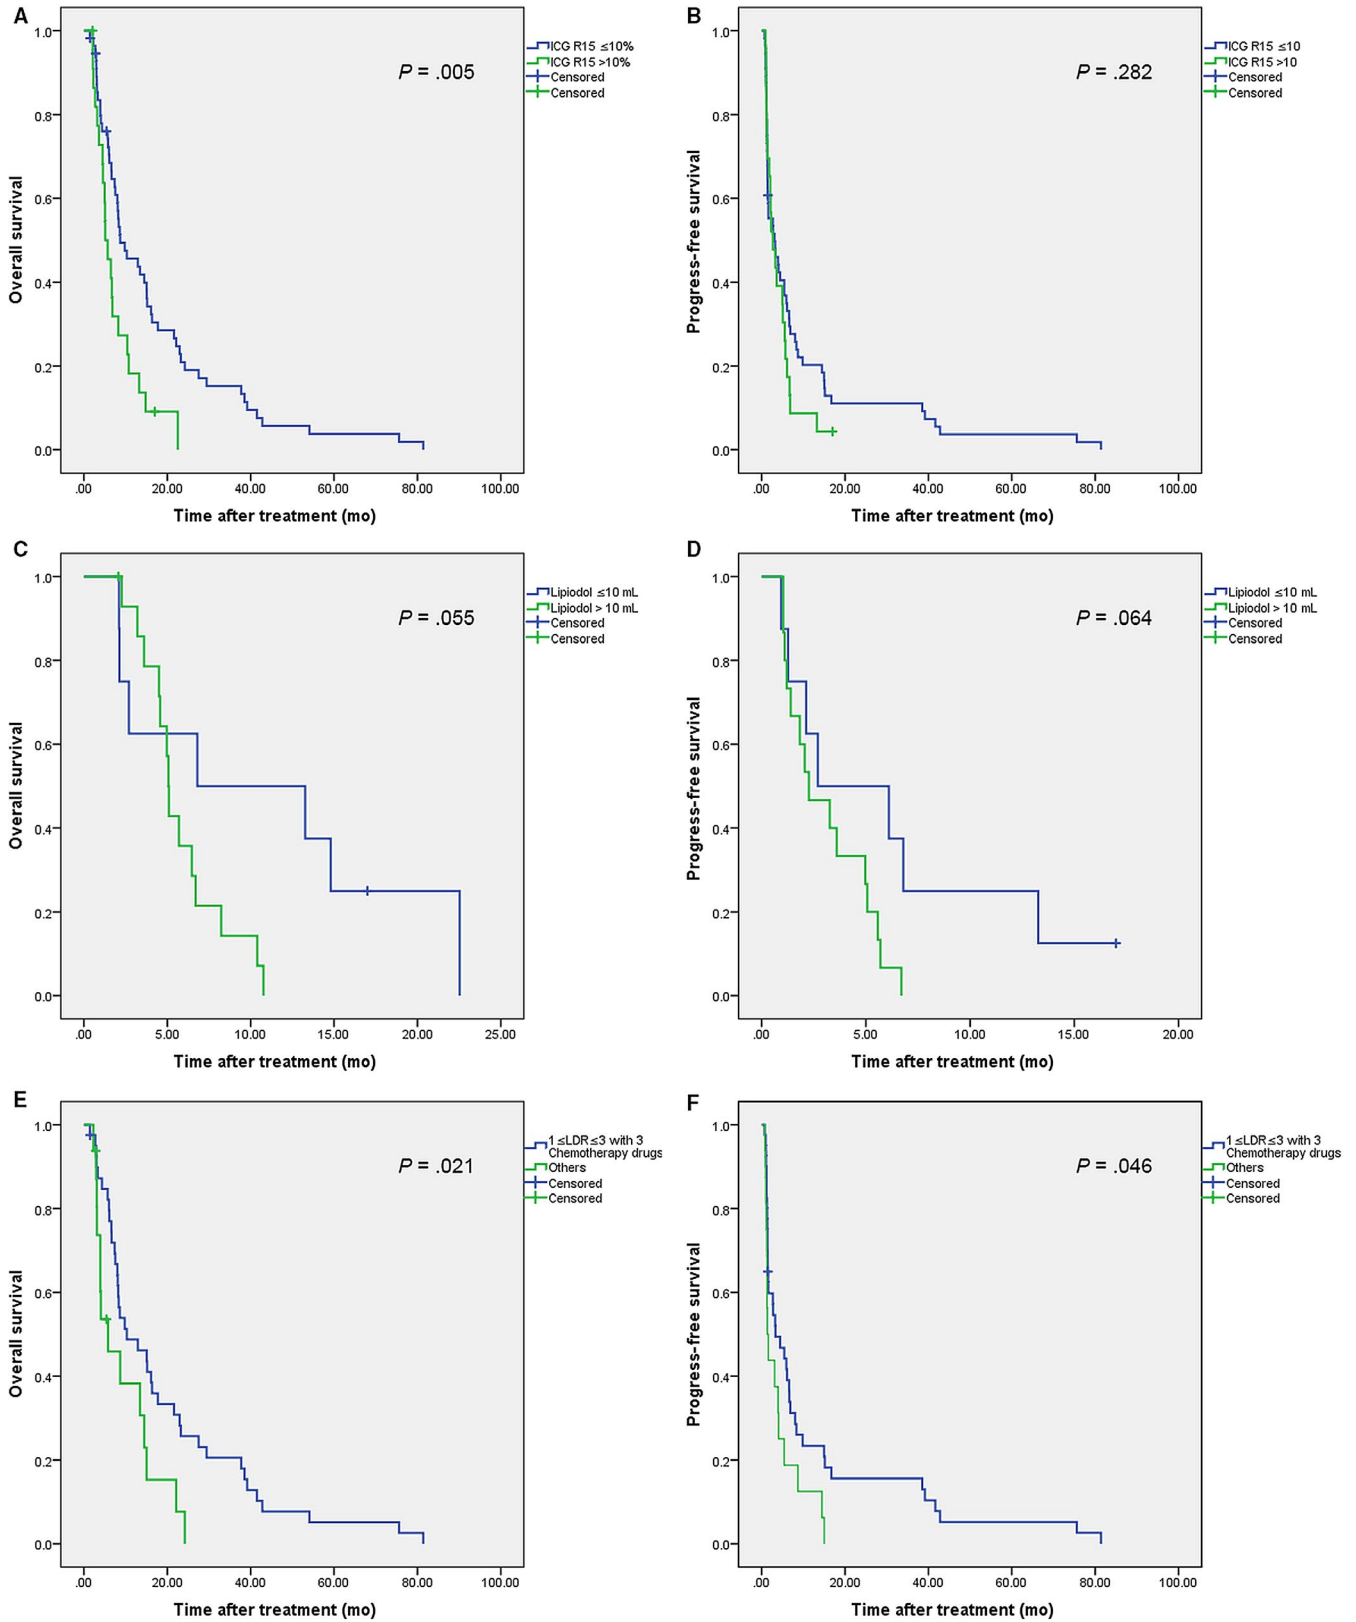 A
Overall survival
1.0
0.8
0.6
0.4
0.2
0.0
P = .005
ICG R15 ≤10%
ICG R15 >10%
Censored
Censored
.00 20.00 40.00 60.00 80.00 100.00
Time after treatment (mo)
B
Progress-free survival
1.0
0.8
0.6
0.4
0.2
0.0
P = .282
ICG R15 ≤10
ICG R15 >10
Censored
Censored
.00 20.00 40.00 60.00 80.00 100.00
Time after treatment (mo)
C
Overall survival
1.0
0.8
0.6
0.4
0.2
0.0
P = .055
Lipiodol ≤10 mL
Lipiodol > 10 mL
Censored
Censored
.00 5.00 10.00 15.00 20.00 25.00
Time after treatment (mo)
D
Progress-free survival
1.0
0.8
0.6
0.4
0.2
0.0
P = .064
Lipiodol ≤10 mL
Lipiodol > 10 mL
Censored
Censored
.00 5.00 10.00 15.00 20.00
Time after treatment (mo)
E
Overall survival
1.0
0.8
0.6
0.4
0.2
0.0
P = .021
1 ≤LDR ≤3 with 3
Chemotherapy drugs
Others
Censored
Censored
.00 20.00 40.00 60.00 80.00 100.00
Time after treatment (mo)
F
Progress-free survival
1.0
0.8
0.6
0.4
0.2
0.0
P = .046
1 ≤LDR ≤3 with 3
Chemotherapy drugs
Others
Censored
Censored
.00 20.00 40.00 60.00 80.00 100.00
Time after treatment (mo)